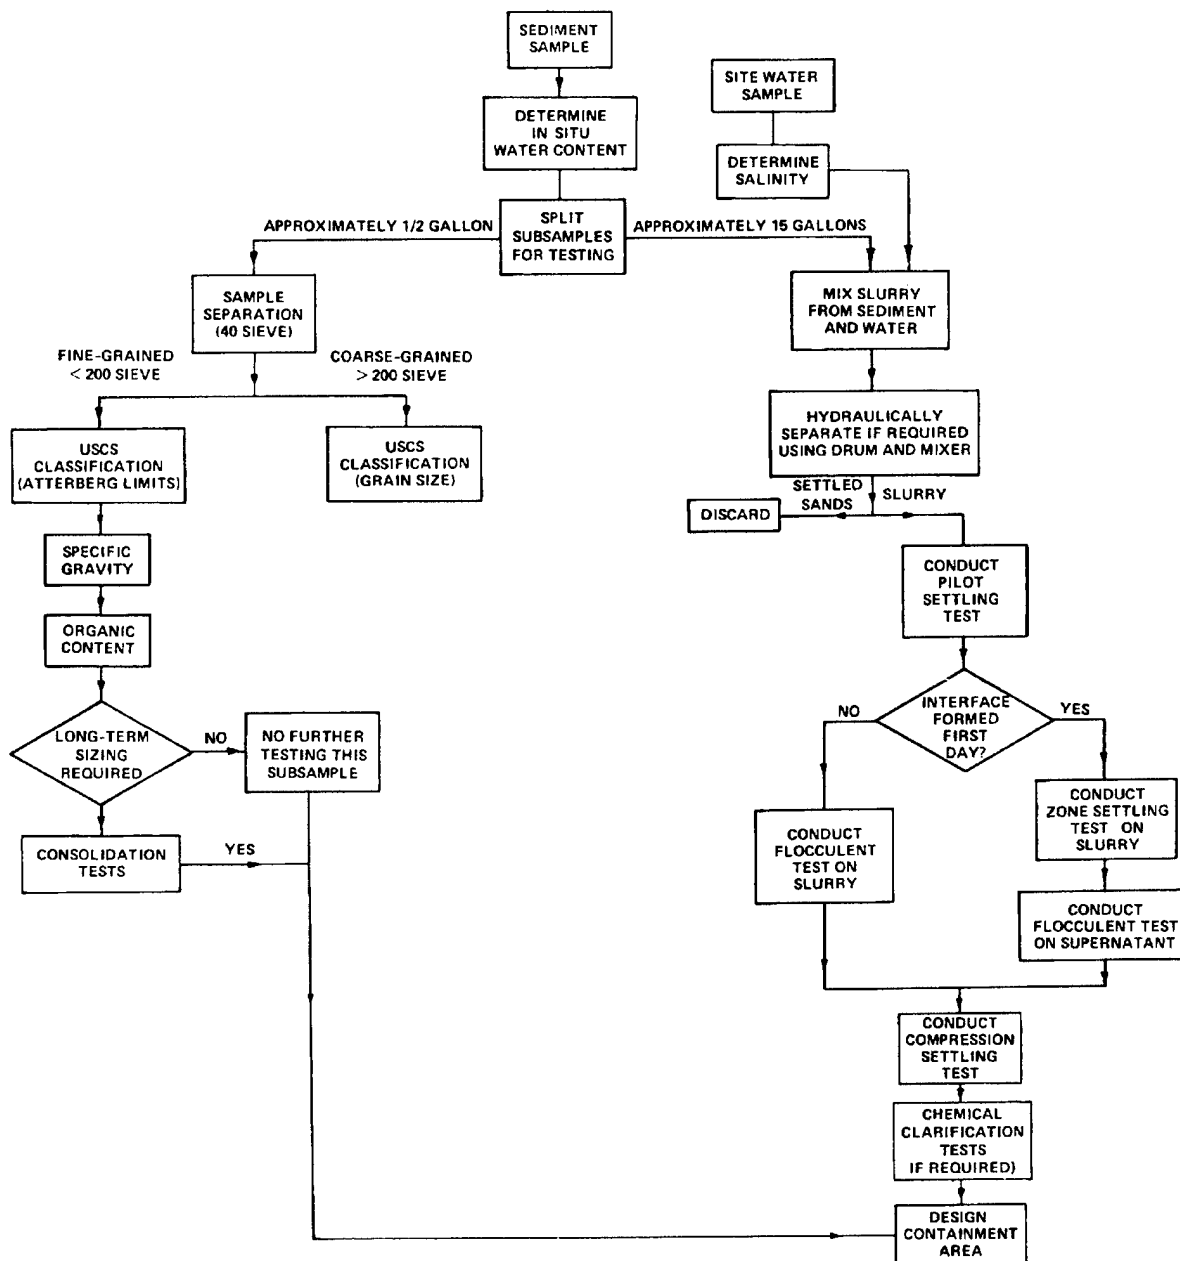 SEDIMENT
SAMPLE
SITE WATER
SAMPLE
DETERMINE
IN SITU
WATER CONTENT
DETERMINE
SALINITY
APPROXIMATELY 1/2 GALLON
SPLIT
SUBSAMPLES
FOR TESTING
APPROXIMATELY 15 GALLONS
SAMPLE
SEPARATION
(40 SIEVE)
MIX SLURRY
FROM SEDIMENT
AND WATER
FINE-GRAINED
< 200 SIEVE
COARSE-GRAINED
> 200 SIEVE
USCS
CLASSIFICATION
(ATTERBERG LIMITS)
USCS
CLASSIFICATION
(GRAIN SIZE)
HYDRAULICALLY
SEPARATE IF REQUIRED
USING DRUM AND MIXER
SETTLED
SANDS
SLURRY
DISCARD
SPECIFIC
GRAVITY
CONDUCT
PILOT
SETTLING
TEST
ORGANIC
CONTENT
LONG-TERM
SIZING
REQUIRED
NO
NO FURTHER
TESTING THIS
SUBSAMPLE
NO
INTERFACE
FORMED
FIRST
DAY?
YES
CONSOLIDATION
TESTS
YES
CONDUCT
FLOCCULENT
TEST ON
SLURRY
CONDUCT
ZONE SETTLING
TEST ON
SLURRY
CONDUCT
FLOCCULENT TEST
ON SUPERNATANT
CONDUCT
COMPRESSION
SETTLING
TEST
CHEMICAL
CLARIFICATION
TESTS
IF REQUIRED)
DESIGN
CONTAINMENT
AREA